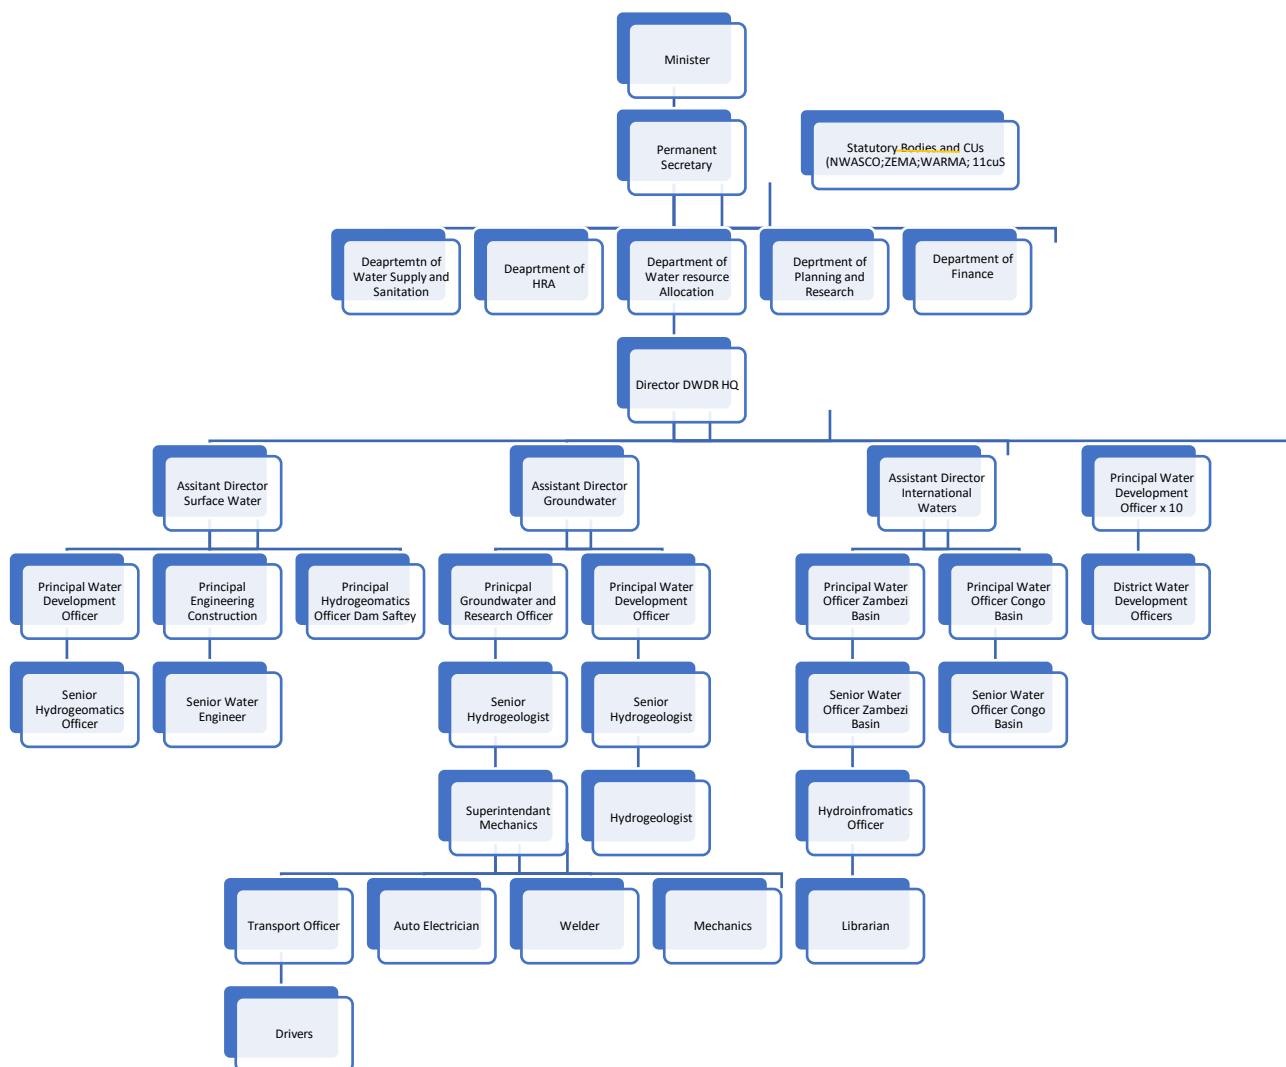 Minister
Permanent
Secretary
Statutory Bodies and CUs
(NWASCO;ZEMA;WARMA; 11cuS
Deaprtemtn of
Water Supply and
Sanitation
Deaprtment of
HRA
Department of
Water resource
Allocation
Deprtment of
Planning and
Research
Department of
Finance
Director DWDR HQ
Assitant Director
Surface Water
Assistant Director
Groundwater
Assistant Director
International
Waters
Principal Water
Development
Officer x 10
Principal Water
Development
Officer
Principal
Engineering
Construction
Principal
Hydrogeomatics
Officer Dam Saftey
Prinicpal
Groundwater and
Research Officer
Principal Water
Development
Officer
Principal Water
Officer Zambezi
Basin
Principal Water
Officer Congo
Basin
District Water
Development
Officers
Senior
Hydrogeomatics
Officer
Senior Water
Engineer
Senior
Hydrogeologist
Senior
Hydrogeologist
Senior Water
Officer Zambezi
Basin
Senior Water
Officer Congo
Basin
Superintendant
Mechanics
Hydrogeologist
Hydroinfromatics
Officer
Transport Officer
Auto Electrician
Welder
Mechanics
Librarian
Drivers